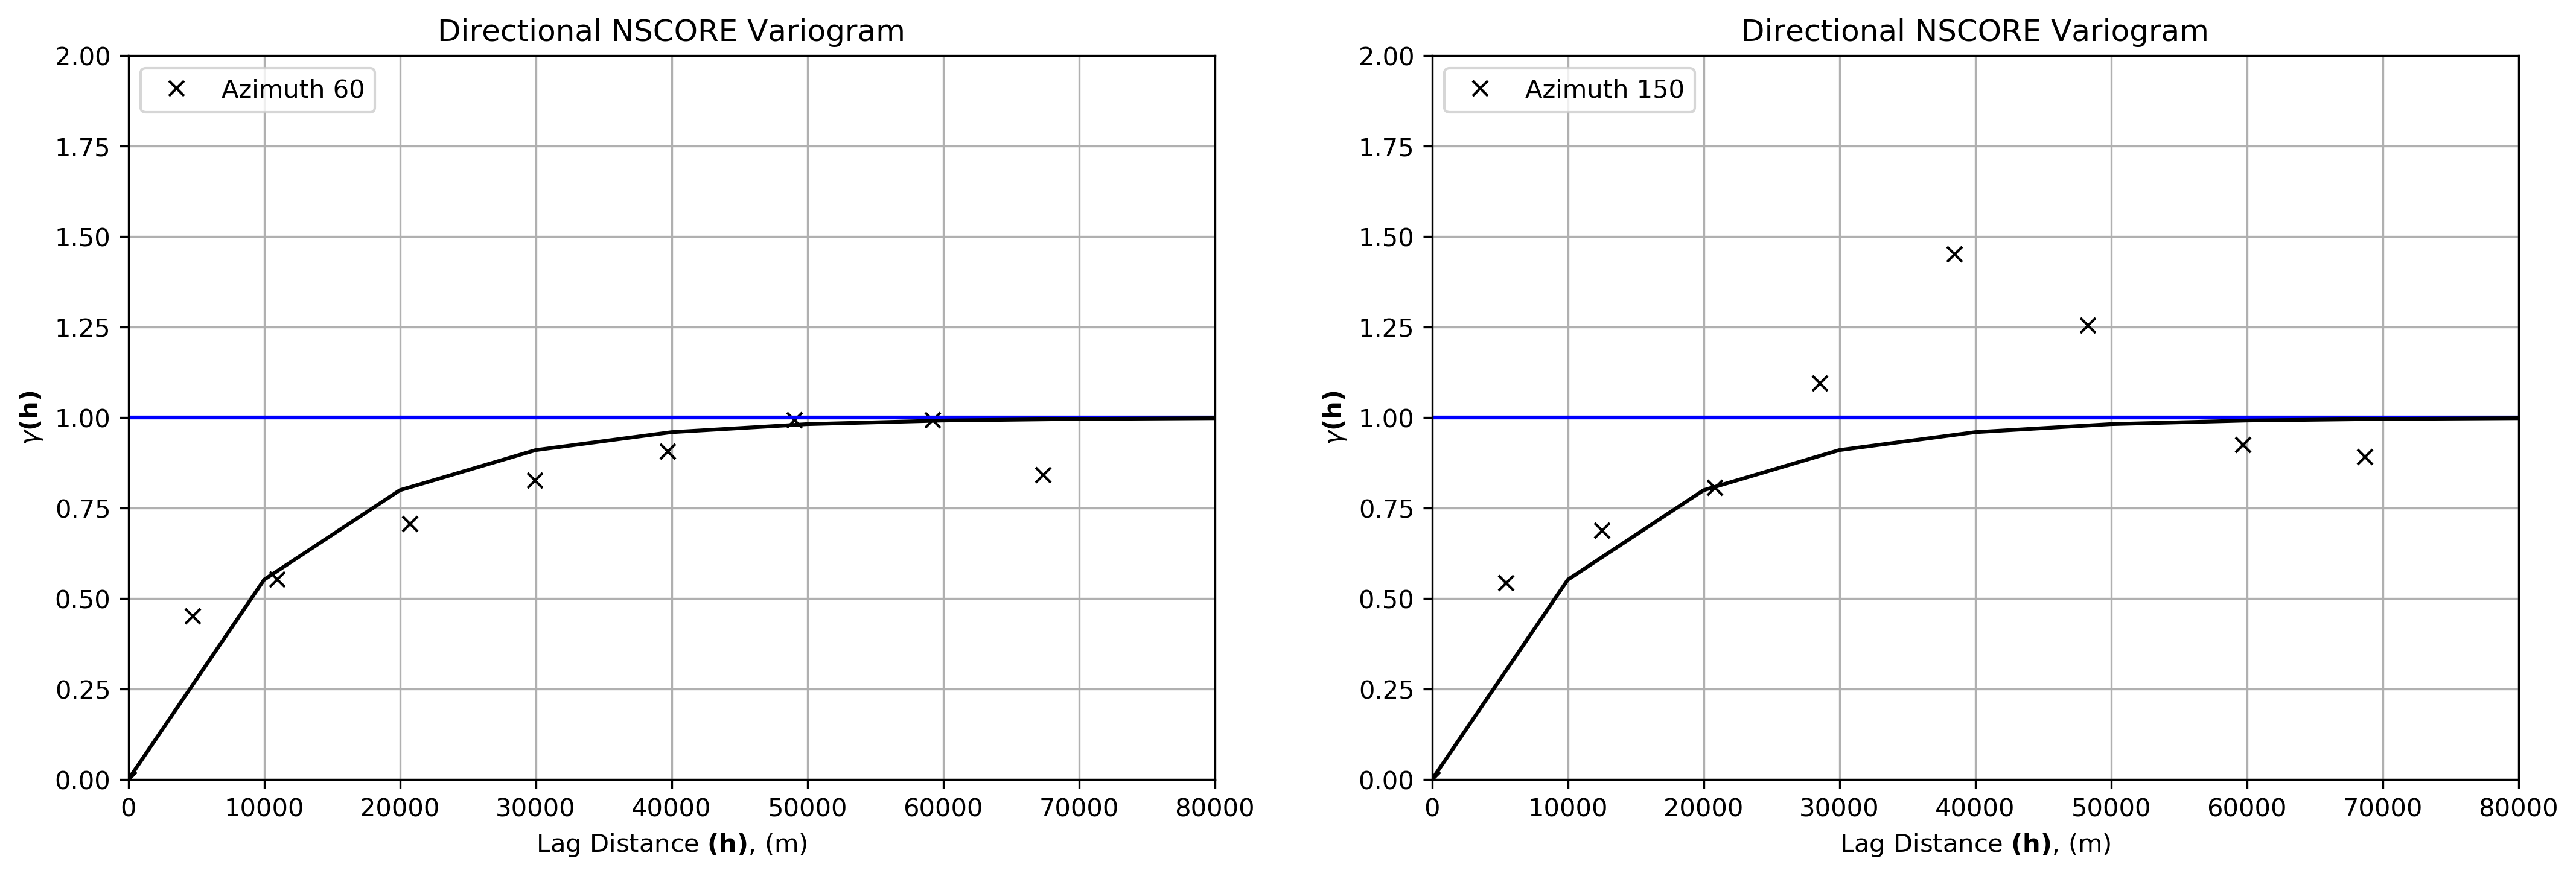 Directional NSCORE Variogram
Azimuth 60
2.00
1.75
1.50
1.25
1.00
0.75
0.50
0.25
0.00
γ(h)
0 10000 20000 30000 40000 50000 60000 70000 80000
Lag Distance (h), (m)
Directional NSCORE Variogram
Azimuth 150
2.00
1.75
1.50
1.25
1.00
0.75
0.50
0.25
0.00
γ(h)
0 10000 20000 30000 40000 50000 60000 70000 80000
Lag Distance (h), (m)